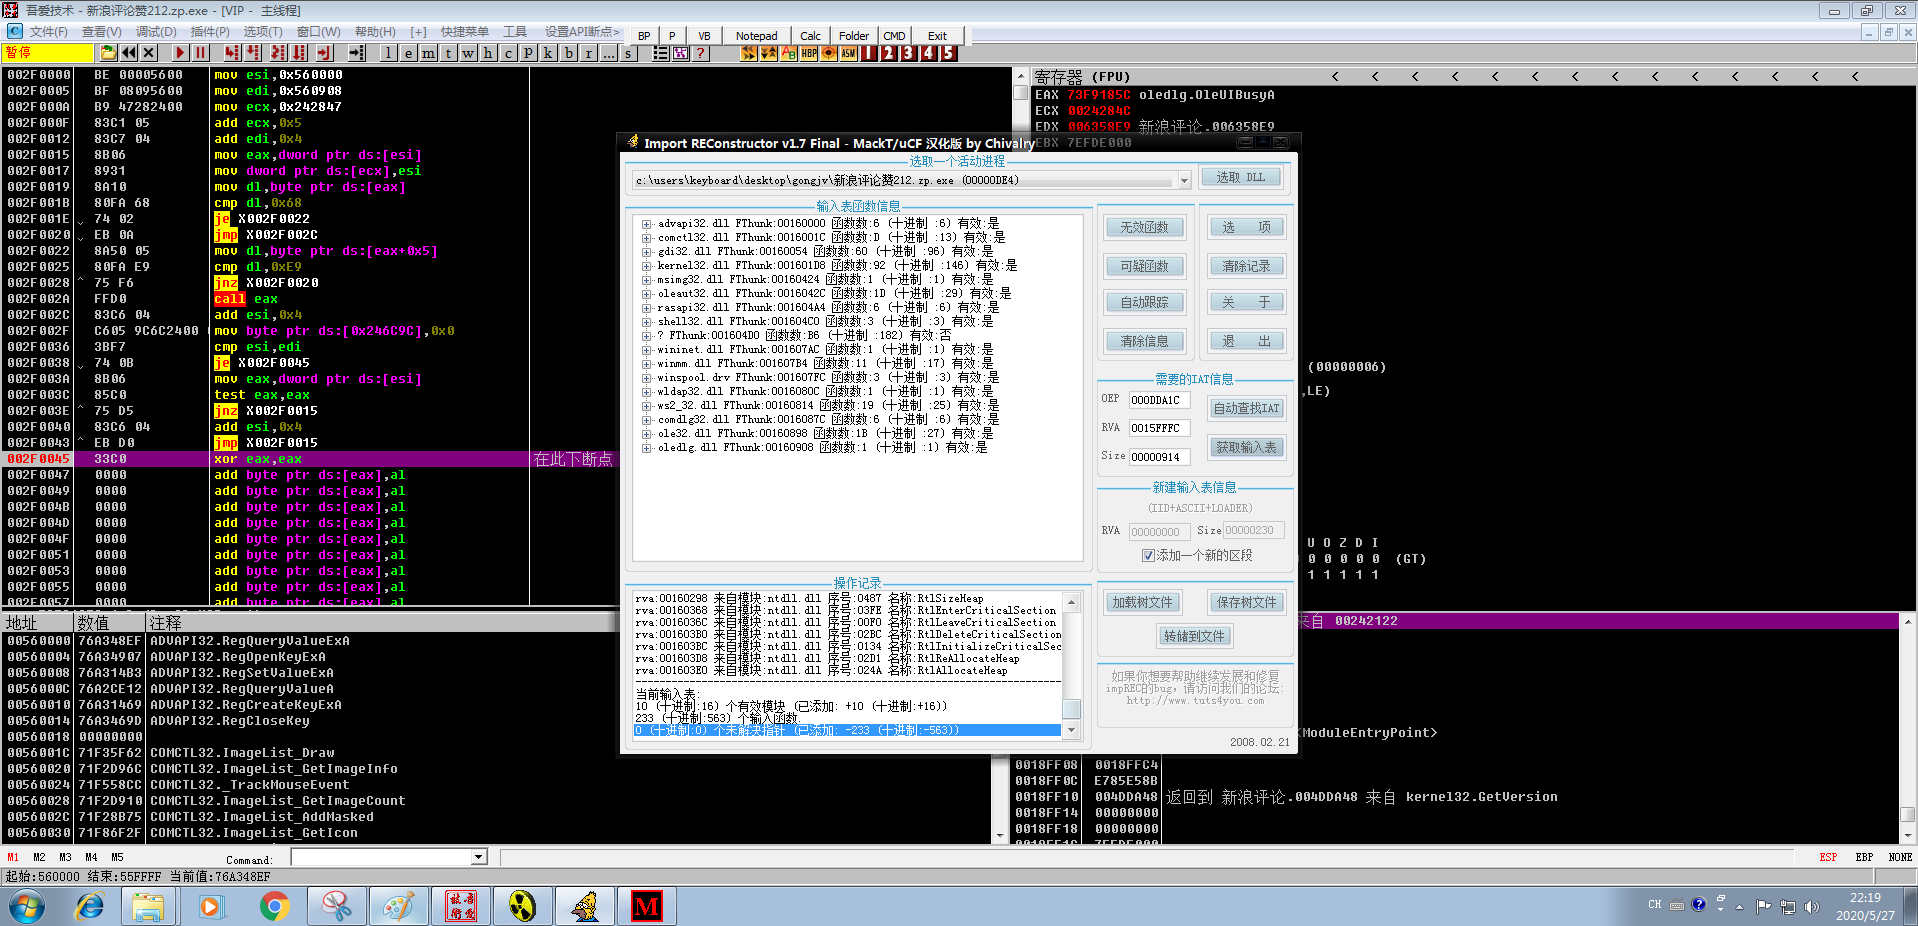 吾爱技术 - 新浪评论赞212.zp.exe - [VIP - 主线程]
文件(F) 查看(V) 调试(D) 插件(P) 选项(T) 窗口(W) 帮助(H) [+] 快捷菜单 工具 设置API断点>
BP P VB Notepad Calc Folder CMD Exit
暂停
l e m t w h c p k b r ... s
002F0000 BE 00005600 mov esi,0x560000
002F0005 BF 08095600 mov edi,0x560908
002F000A B9 47282400 mov ecx,0x242847
002F000F 83C1 05 add ecx,0x5
002F0012 83C7 04 add edi,0x4
002F0015 8B06 mov eax,dword ptr ds:[esi]
002F0017 8931 mov dword ptr ds:[ecx],esi
002F0019 8A10 mov dl,byte ptr ds:[eax]
002F001B 80FA 68 cmp dl,0x68
002F001E 74 02 je X002F0022
002F0020 EB 0A jmp X002F002C
002F0022 8A50 05 mov dl,byte ptr ds:[eax+0x5]
002F0025 80FA E9 cmp dl,0xE9
002F0028 75 F6 jnz X002F0020
002F002A FFD0 call eax
002F002C 83C6 04 add esi,0x4
002F002F C605 9C6C2400 mov byte ptr ds:[0x246C9C],0x0
002F0036 3BF7 cmp esi,edi
002F0038 74 0B je X002F0045
002F003A 8B06 mov eax,dword ptr ds:[esi]
002F003C 85C0 test eax,eax
002F003E 75 D5 jnz X002F0015
002F0040 83C6 04 add esi,0x4
002F0043 EB D0 jmp X002F0015
002F0045 33C0 xor eax,eax 在此下断点
002F0047 0000 add byte ptr ds:[eax],al
002F0049 0000 add byte ptr ds:[eax],al
002F004B 0000 add byte ptr ds:[eax],al
002F004D 0000 add byte ptr ds:[eax],al
002F004F 0000 add byte ptr ds:[eax],al
002F0051 0000 add byte ptr ds:[eax],al
002F0053 0000 add byte ptr ds:[eax],al
002F0055 0000 add byte ptr ds:[eax],al
002F0057 0000 add byte ptr ds:[eax],al
寄存器 (FPU) < < < < < < < < < < < < < <
EAX 73F9185C oledlg.OleUIBusyA
ECX 0024284C
EDX 006358E9 新浪评论.006358E9
EBX 7EFDE000
(00000006)
,LE)
U O Z D I
0 0 0 0 0 (GT)
1 1 1 1 1
Import REConstructor v1.7 Final - MackT/uCF 汉化版 by Chivalry
选取一个活动进程
c:\users\keyboard\desktop\gongjv\新浪评论赞212.zp.exe (00000DE4)
选取 DLL
输入表函数信息
advapi32.dll FThunk:00160000 函数数:6 (十进制 :6) 有效:是
comctl32.dll FThunk:0016001C 函数数:D (十进制 :13) 有效:是
gdi32.dll FThunk:00160054 函数数:60 (十进制 :96) 有效:是
kernel32.dll FThunk:001601D8 函数数:92 (十进制 :146) 有效:是
msimg32.dll FThunk:00160424 函数数:1 (十进制 :1) 有效:是
oleaut32.dll FThunk:0016042C 函数数:1D (十进制 :29) 有效:是
rasapi32.dll FThunk:001604A4 函数数:6 (十进制 :6) 有效:是
shell32.dll FThunk:001604C0 函数数:3 (十进制 :3) 有效:是
? FThunk:001604D0 函数数:B6 (十进制 :182) 有效:否
wininet.dll FThunk:001607AC 函数数:1 (十进制 :1) 有效:是
winmm.dll FThunk:001607B4 函数数:11 (十进制 :17) 有效:是
winspool.drv FThunk:001607FC 函数数:3 (十进制 :3) 有效:是
wldap32.dll FThunk:0016080C 函数数:1 (十进制 :1) 有效:是
ws2_32.dll FThunk:00160814 函数数:19 (十进制 :25) 有效:是
comdlg32.dll FThunk:0016087C 函数数:6 (十进制 :6) 有效:是
ole32.dll FThunk:00160898 函数数:1B (十进制 :27) 有效:是
oledlg.dll FThunk:00160908 函数数:1 (十进制 :1) 有效:是
无效函数 选 项
可疑函数 清除记录
自动跟踪 关 于
清除信息 退 出
需要的IAT信息
OEP 000DDA1C 自动查找IAT
RVA 0015FFFC
Size 00000914 获取输入表
新建输入表信息
(IID+ASCII+LOADER)
RVA 00000000 Size 00000230
添加一个新的区段
加载树文件 保存树文件
转储到文件
如果你想要帮助继续发展和修复
impREC的bug, 请访问我们的论坛:
http://www.tuts4you.com
2008.02.21
操作记录
rva:00160298 来自模块:ntdll.dll 序号:0487 名称:RtlSizeHeap
rva:00160368 来自模块:ntdll.dll 序号:03FE 名称:RtlEnterCriticalSection
rva:0016036C 来自模块:ntdll.dll 序号:00F0 名称:RtlLeaveCriticalSection
rva:001603B0 来自模块:ntdll.dll 序号:02BC 名称:RtlDeleteCriticalSection
rva:001603BC 来自模块:ntdll.dll 序号:0134 名称:RtlInitializeCriticalSec
rva:001603D8 来自模块:ntdll.dll 序号:02D1 名称:RtlReAllocateHeap
rva:001603E0 来自模块:ntdll.dll 序号:024A 名称:RtlAllocateHeap
当前输入表:
10 (十进制:16) 个有效模块 (已添加: +10 (十进制:+16))
233 (十进制:563) 个输入函数.
0 (十进制:0) 个未解决指针 (已添加: -233 (十进制:-563))
地址 数值 注释
00560000 76A348EF ADVAPI32.RegQueryValueExA
00560004 76A34907 ADVAPI32.RegOpenKeyExA
00560008 76A314B3 ADVAPI32.RegSetValueExA
0056000C 76A2CE12 ADVAPI32.RegQueryValueA
00560010 76A31469 ADVAPI32.RegCreateKeyExA
00560014 76A3469D ADVAPI32.RegCloseKey
00560018 00000000
0056001C 71F35F62 COMCTL32.ImageList_Draw
00560020 71F2D96C COMCTL32.ImageList_GetImageInfo
00560024 71F558CC COMCTL32._TrackMouseEvent
00560028 71F2D910 COMCTL32.ImageList_GetImageCount
0056002C 71F28B75 COMCTL32.ImageList_AddMasked
00560030 71F86F2F COMCTL32.ImageList_GetIcon
来自 00242122
<ModuleEntryPoint>
0018FF08 0018FFC4
0018FF0C E785E58B
0018FF10 004DDA48 返回到 新浪评论.004DDA48 来自 kernel32.GetVersion
0018FF14 00000000
0018FF18 00000000
M1 M2 M3 M4 M5 Command: ESP EBP NONE
起始:560000 结束:55FFFF 当前值:76A348EF
CH 22:19
2020/5/27